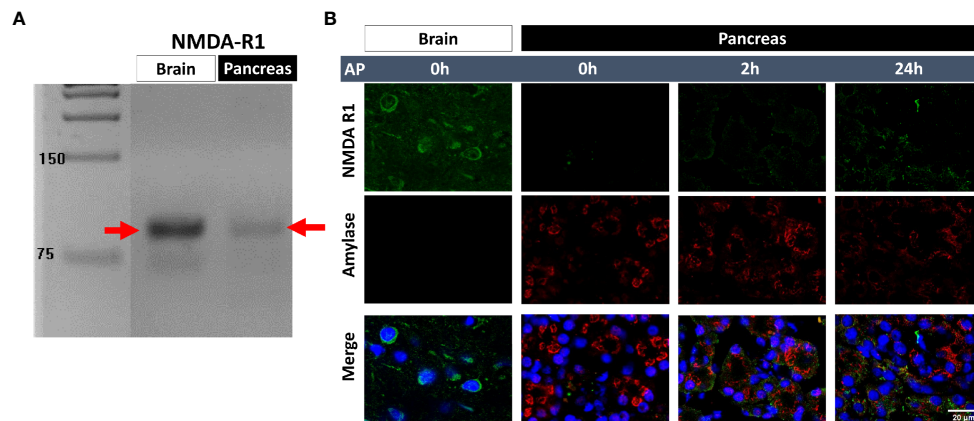 A
NMDA-R1
Brain Pancreas
150
75
B
Brain Pancreas
AP 0h 0h 2h 24h
NMDA R1
Amylase
Merge
20 µm